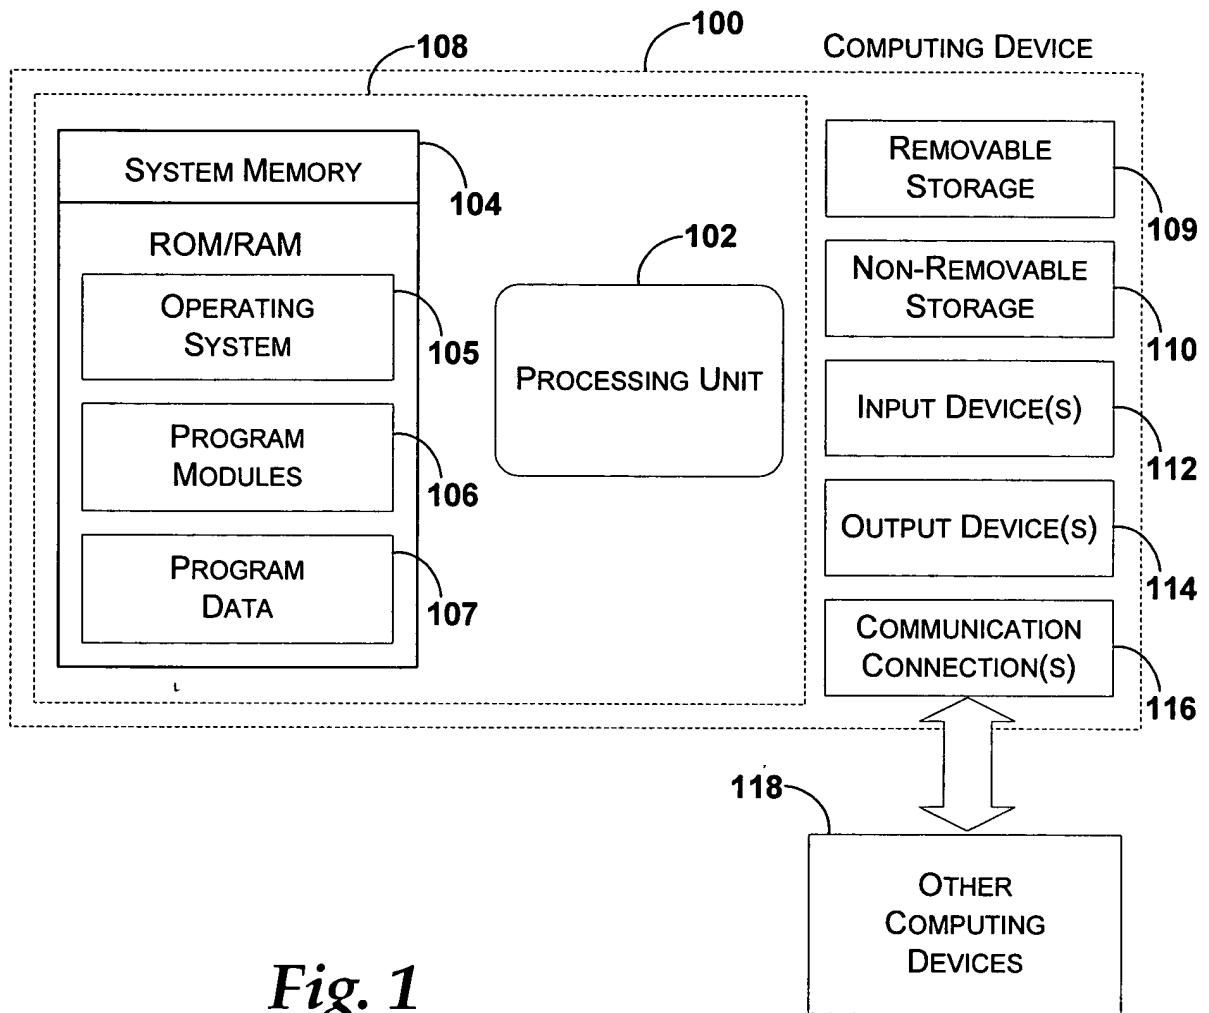 100
COMPUTING DEVICE
108
SYSTEM MEMORY
104
ROM/RAM
OPERATING
SYSTEM
105
PROGRAM
MODULES
106
PROGRAM
DATA
107
102
PROCESSING UNIT
REMOVABLE
STORAGE
109
NON-REMOVABLE
STORAGE
110
INPUT DEVICE(S)
112
OUTPUT DEVICE(S)
114
COMMUNICATION
CONNECTION(S)
116
118
OTHER
COMPUTING
DEVICES
Fig. 1